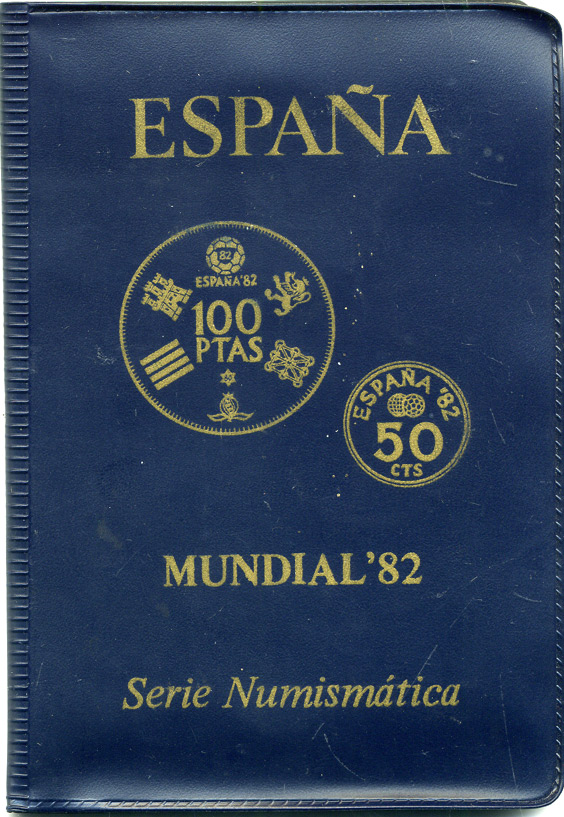 ESPAÑA
82
ESPAÑA'82
100
PTAS
ESPAÑA '82
50
CTS
MUNDIAL'82
Serie Numismática